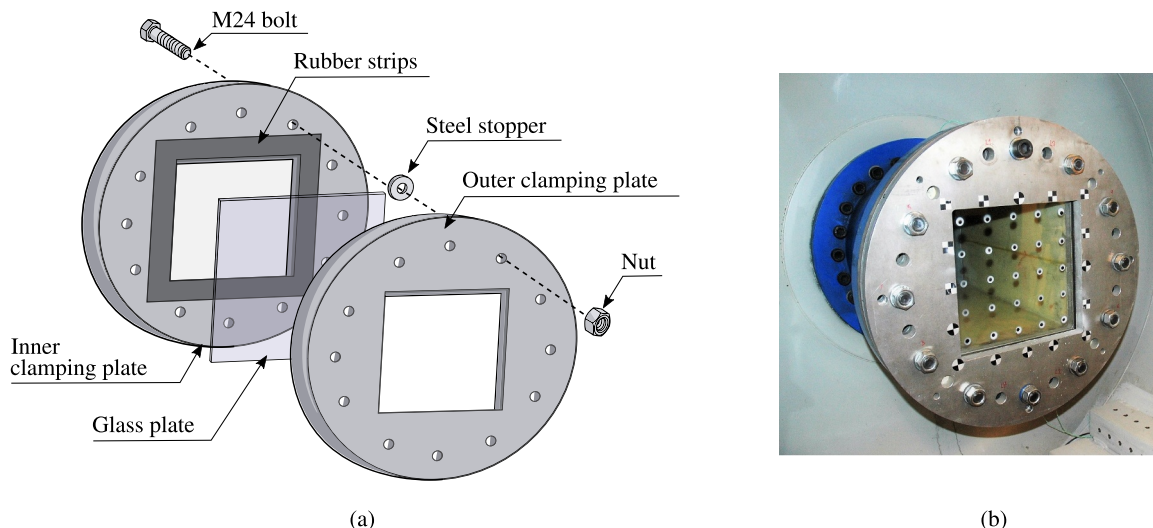 M24 bolt
Rubber strips
Steel stopper
Outer clamping plate
Nut
Inner
clamping plate
Glass plate
(a)
(b)